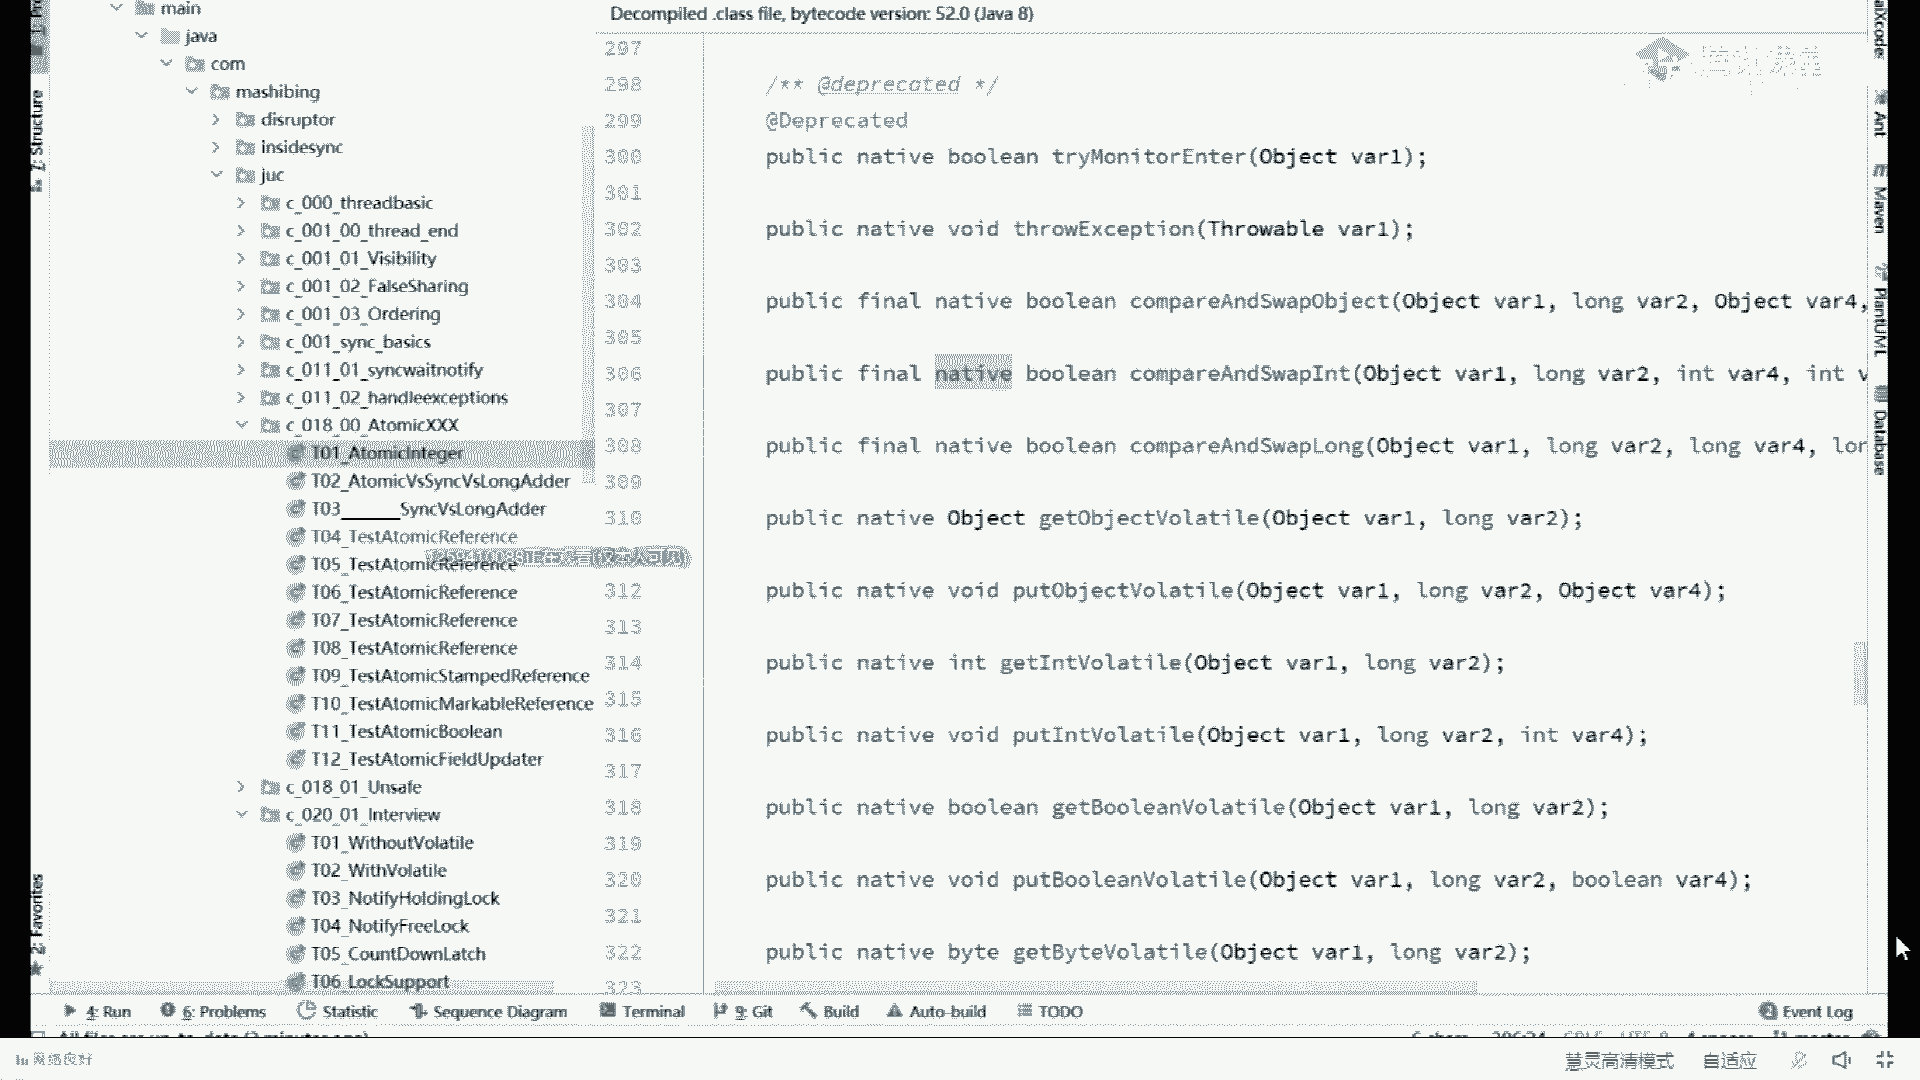 main
java
com
mashibing
disruptor
insidesync
juc
c_000_threadbasic
c_001_00_thread_end
c_001_01_Visibility
c_001_02_FalseSharing
c_001_03_Ordering
c_001_sync_basics
c_011_01_syncwaitnotify
c_011_02_handleexceptions
c_018_00_AtomicXXX
T01_AtomicInteger
T02_AtomicVsSyncVsLongAdder
T03______SyncVsLongAdder
T04_TestAtomicReference
T05_TestAtomicReference
T06_TestAtomicReference
T07_TestAtomicReference
T08_TestAtomicReference
T09_TestAtomicStampedReference
T10_TestAtomicMarkableReference
T11_TestAtomicBoolean
T12_TestAtomicFieldUpdater
c_018_01_Unsafe
c_020_01_Interview
T01_WithoutVolatile
T02_WithVolatile
T03_NotifyHoldingLock
T04_NotifyFreeLock
T05_CountDownLatch
T06_LockSupport
Z: Structure
2: Favorites
Decompiled .class file, bytecode version: 52.0 (Java 8)
297
298 /** @deprecated */
299 @Deprecated
300 public native boolean tryMonitorEnter(Object var1);
301
302 public native void throwException(Throwable var1);
303
304 public final native boolean compareAndSwapObject(Object var1, long var2, Object var4,
305
306 public final native boolean compareAndSwapInt(Object var1, long var2, int var4, int v
307
308 public final native boolean compareAndSwapLong(Object var1, long var2, long var4, lon
309
310 public native Object getObjectVolatile(Object var1, long var2);
312 public native void putObjectVolatile(Object var1, long var2, Object var4);
313
314 public native int getIntVolatile(Object var1, long var2);
315
316 public native void putIntVolatile(Object var1, long var2, int var4);
317
318 public native boolean getBooleanVolatile(Object var1, long var2);
319
320 public native void putBooleanVolatile(Object var1, long var2, boolean var4);
321
322 public native byte getByteVolatile(Object var1, long var2);
323
Ant
Maven
PlantUML
Database
4: Run 6: Problems Statistic Sequence Diagram Terminal 9: Git Build Auto-build TODO Event Log
网络良好 慧灵高清模式 自适应